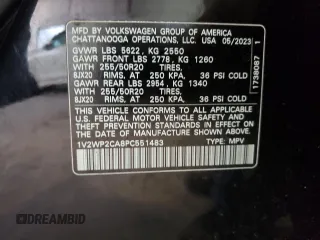 MFD BY VOLKSWAGEN GROUP OF AMERICA
CHATTANOOGA OPERATIONS, LLC. USA 05/2023
GVWR LBS 5622, KG 2550
GAWR FRONT LBS 2778, KG 1260
WITH 255/50R20 TIRES,
8JX20 RIMS, AT 250 KPA, 36 PSI COLD
GAWR REAR LBS 2954, KG 1340
WITH 255/50R20 TIRES,
8JX20 RIMS, AT 250 KPA, 36 PSI COLD
THIS VEHICLE CONFORMS TO ALL APPLICABLE U.S.
FEDERAL MOTOR VEHICLE SAFETY STANDARDS IN
EFFECT ON THE DATE OF MANUFACTURE SHOWN ABOVE.
1V2WP2CA8PC551483 TYPE: MPV
1738087 1
© DREAMBID